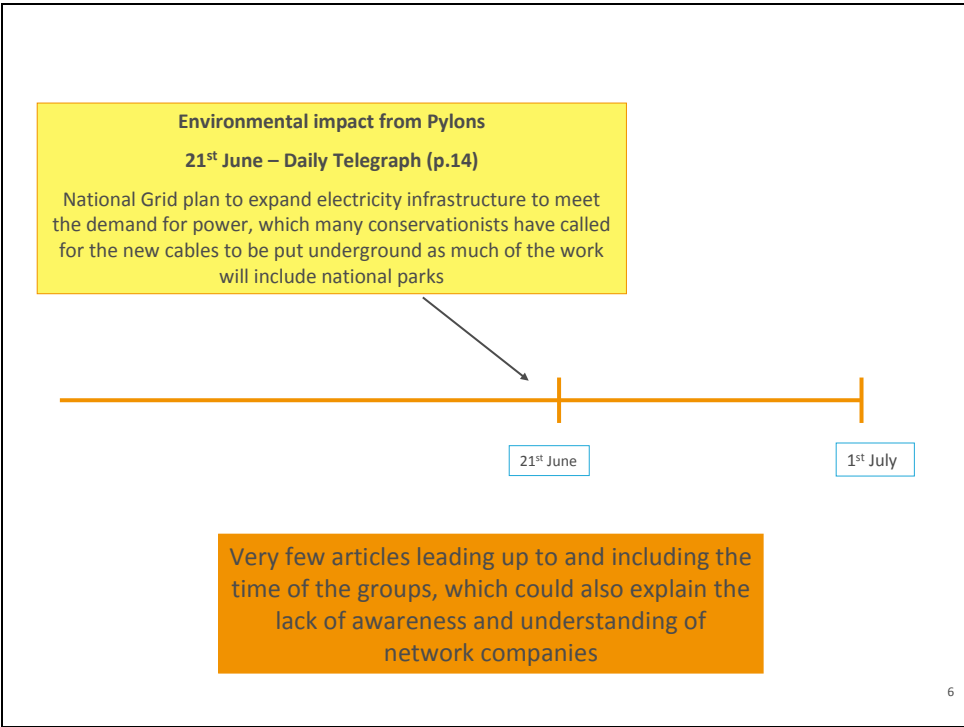 Environmental impact from Pylons
21st June – Daily Telegraph (p.14)
National Grid plan to expand electricity infrastructure to meet
the demand for power, which many conservationists have called
for the new cables to be put underground as much of the work
will include national parks
21st June
1st July
Very few articles leading up to and including the
time of the groups, which could also explain the
lack of awareness and understanding of
network companies
6